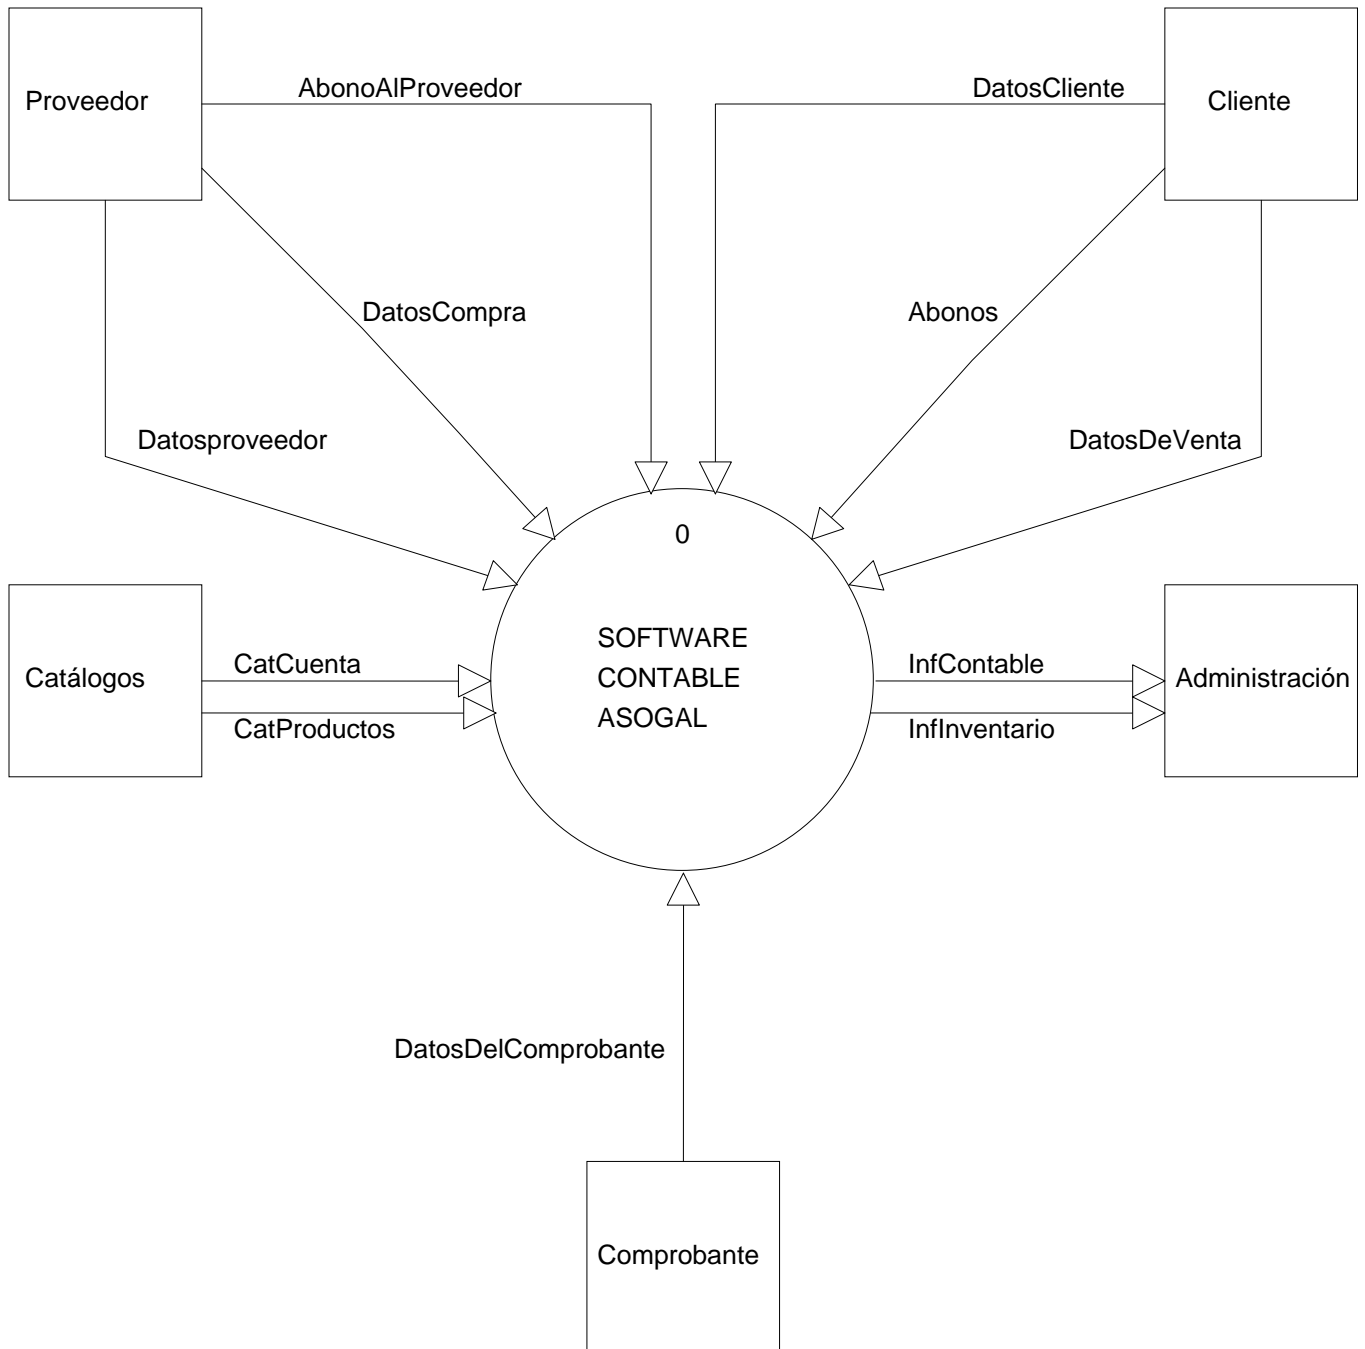 Proveedor
AbonoAlProveedor
DatosCliente
Cliente
DatosCompra
Abonos
Datosproveedor
DatosDeVenta
0
SOFTWARE
CONTABLE
ASOGAL
Catálogos
CatCuenta
CatProductos
InfContable
InfInventario
Administración
DatosDelComprobante
Comprobante